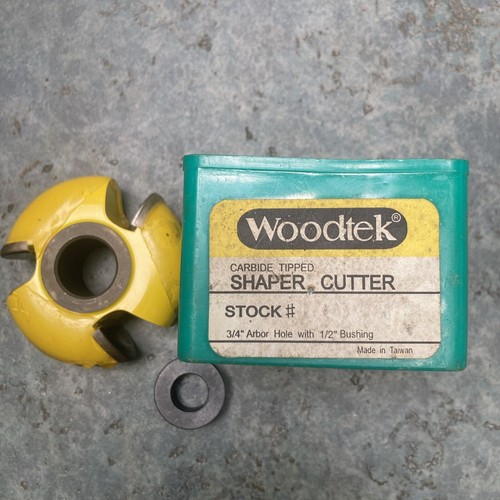 Woodtek®
CARBIDE TIPPED
SHAPER CUTTER
STOCK #
3/4" Arbor Hole with 1/2" Bushing
Made in Taiwan